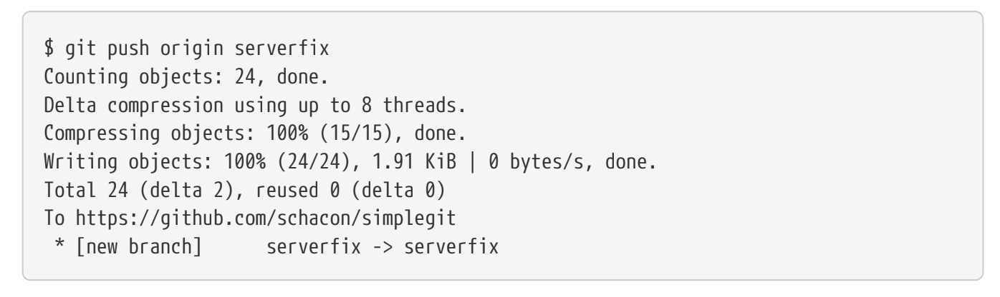 $ git push origin serverfix
Counting objects: 24, done.
Delta compression using up to 8 threads.
Compressing objects: 100% (15/15), done.
Writing objects: 100% (24/24), 1.91 KiB | 0 bytes/s, done.
Total 24 (delta 2), reused 0 (delta 0)
To https://github.com/schacon/simplegit
 * [new branch]      serverfix -> serverfix